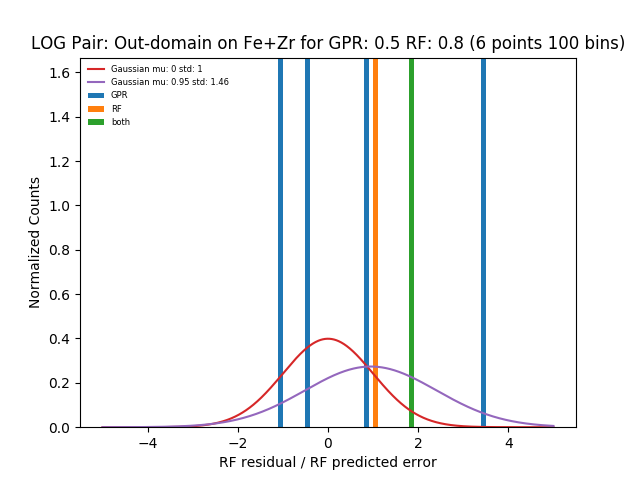 LOG Pair: Out-domain on Fe+Zr for GPR: 0.5 RF: 0.8 (6 points 100 bins)
Gaussian mu: 0 std: 1
Gaussian mu: 0.95 std: 1.46
GPR
RF
both
Normalized Counts
1.6
1.4
1.2
1.0
0.8
0.6
0.4
0.2
0.0
−4
−2
0
2
4
RF residual / RF predicted error